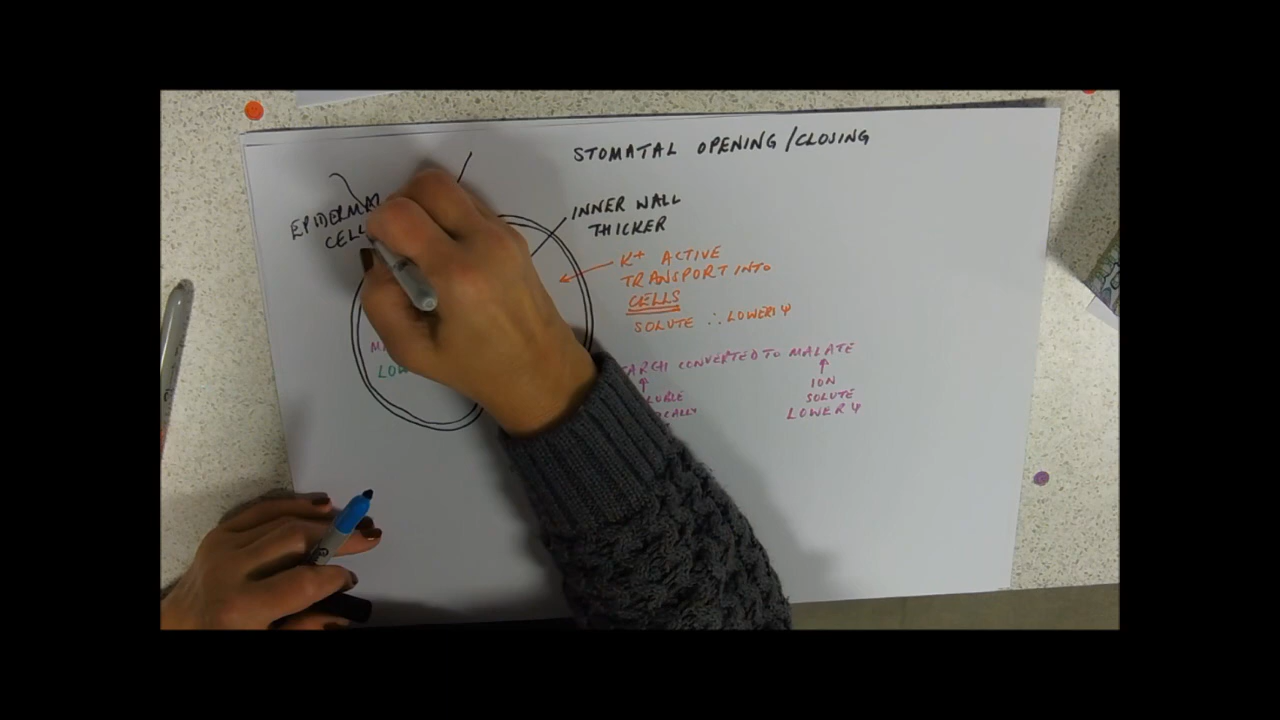 STOMATAL OPENING /CLOSING
EPIDERMAL
CELL
INNER WALL
THICKER
K+ ACTIVE
TRANSPORT INTO
CELLS
SOLUTE ∴ LOWER Ψ
CONVERTED TO MALATE
ION
SOLUTE
LOWER Ψ